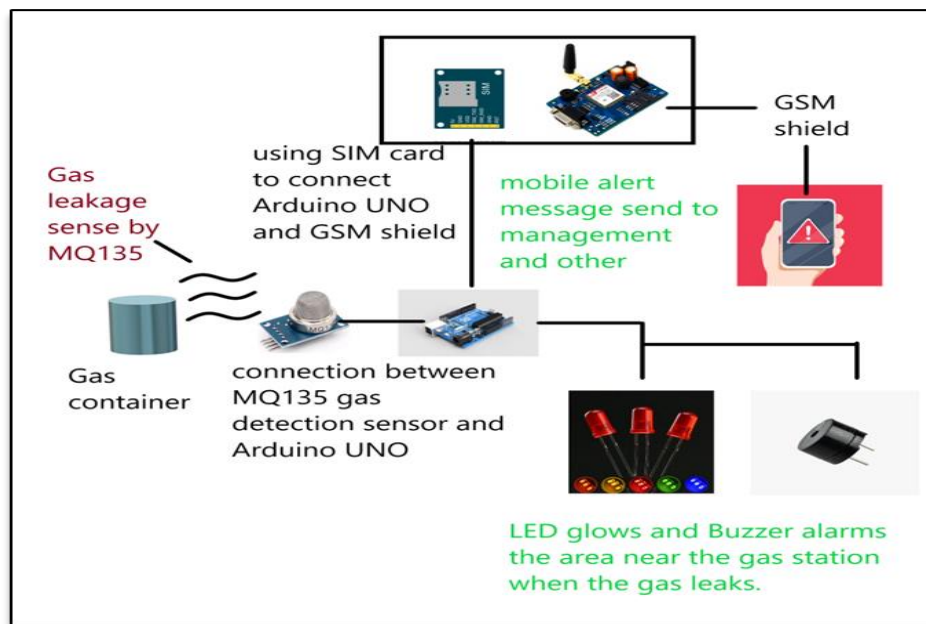 SIM
GSM
shield
using SIM card
to connect
Arduino UNO
and GSM shield
Gas
leakage
sense by
MQ135
mobile alert
message send to
management
and other
Gas
container
connection between
MQ135 gas
detection sensor and
Arduino UNO
LED glows and Buzzer alarms
the area near the gas station
when the gas leaks.